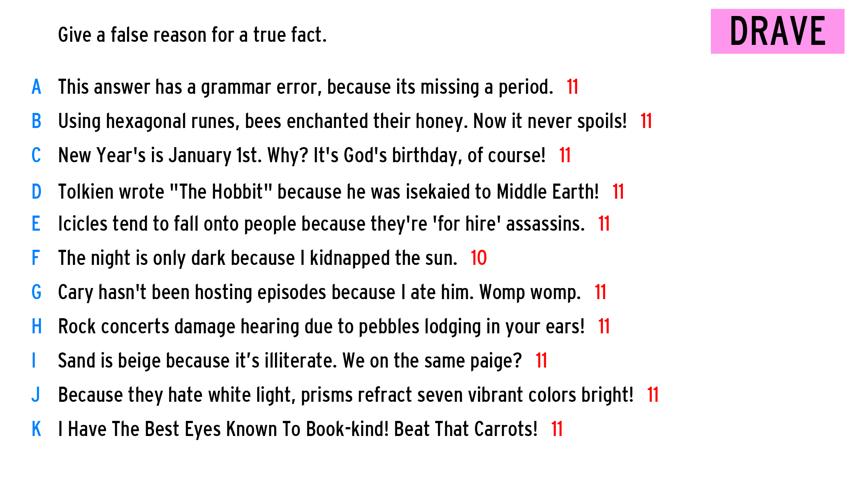 Give a false reason for a true fact.
DRAVE
A This answer has a grammar error, because its missing a period. 11
B Using hexagonal runes, bees enchanted their honey. Now it never spoils! 11
C New Year's is January 1st. Why? It's God's birthday, of course! 11
D Tolkien wrote "The Hobbit" because he was isekaied to Middle Earth! 11
E Icicles tend to fall onto people because they're 'for hire' assassins. 11
F The night is only dark because I kidnapped the sun. 10
G Cary hasn't been hosting episodes because I ate him. Womp womp. 11
H Rock concerts damage hearing due to pebbles lodging in your ears! 11
I Sand is beige because it’s illiterate. We on the same paige? 11
J Because they hate white light, prisms refract seven vibrant colors bright! 11
K I Have The Best Eyes Known To Book-kind! Beat That Carrots! 11